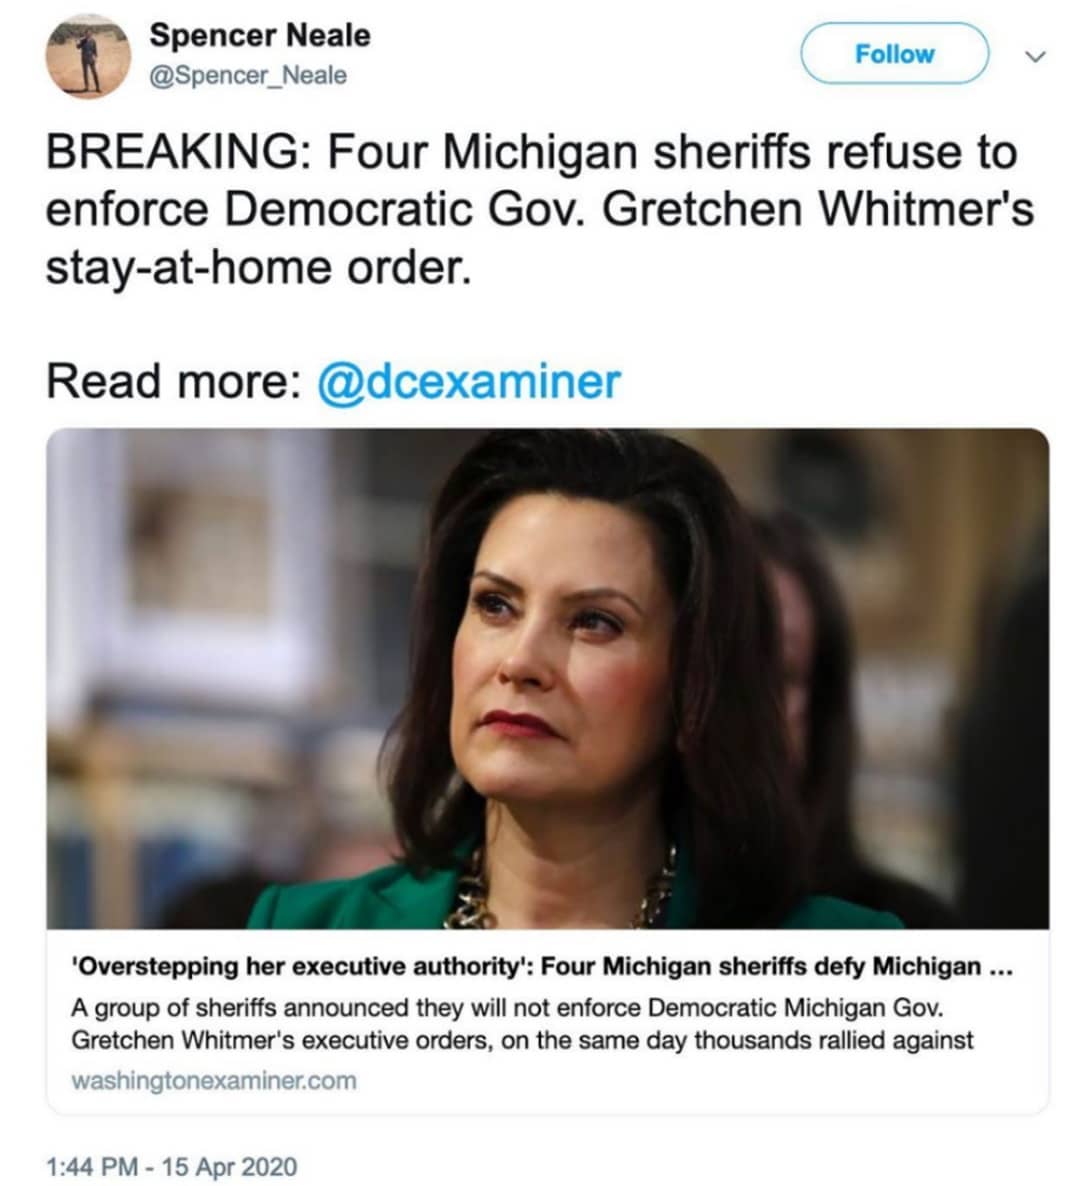 Spencer Neale
@Spencer_Neale
Follow
BREAKING: Four Michigan sheriffs refuse to
enforce Democratic Gov. Gretchen Whitmer's
stay-at-home order.
Read more: @dcexaminer
'Overstepping her executive authority': Four Michigan sheriffs defy Michigan ...
A group of sheriffs announced they will not enforce Democratic Michigan Gov.
Gretchen Whitmer's executive orders, on the same day thousands rallied against
washingtonexaminer.com
1:44 PM - 15 Apr 2020